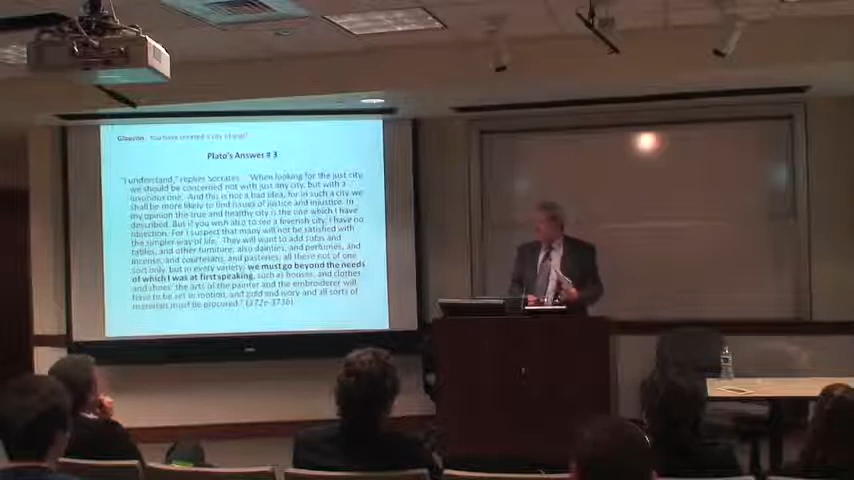 Glaucon: You have created a city of pigs!
Plato's Answer # 3
"I understand," replies Socrates. "When looking for the just city
we should be concerned not with just any city, but with a
luxurious one. And this is not a bad idea, for in such a city we
shall be more likely to find issues of justice and injustice. In
my opinion the true and healthy city is the one which I have
described. But if you wish also to see a feverish city, I have no
objection. For I suspect that many will not be satisfied with
the simpler way of life. They will want to add sofas and
tables, and other furniture; also dainties, and perfumes, and
incense, and courtesans, and pastries, all these not of one
sort only, but in every variety; we must go beyond the needs
of which I was at first speaking, such as houses, and clothes
and shoes: the arts of the painter and the embroiderer will
have to be set in motion, and gold and ivory and all sorts of
materials must be procured." (372e-373b)